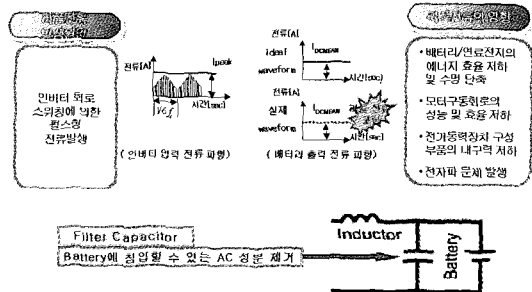 인버터 회로
스위칭에 의한
펄스형
전류발생
전류[A]
Ipeak
시간[sec]
( 인버터 입력 전류 파형 )
전류[A]
ideal
waveform
IDCMEAN
시간[sec]
전류[A]
실제
waveform
IDCMEAN
시간[sec]
( 배터리 출력 전류 파형 )
• 배터리/연료전지의
에너지 효율 저하
및 수명 단축
• 모터구동회로의
성능 및 효율 저하
• 전기동력장치 구성
부품의 내구력 저하
• 전자파 문제 발생
Filter Capacitor
Battery에 침입할 수 있는 AC 성분 제거
Inductor
Battery